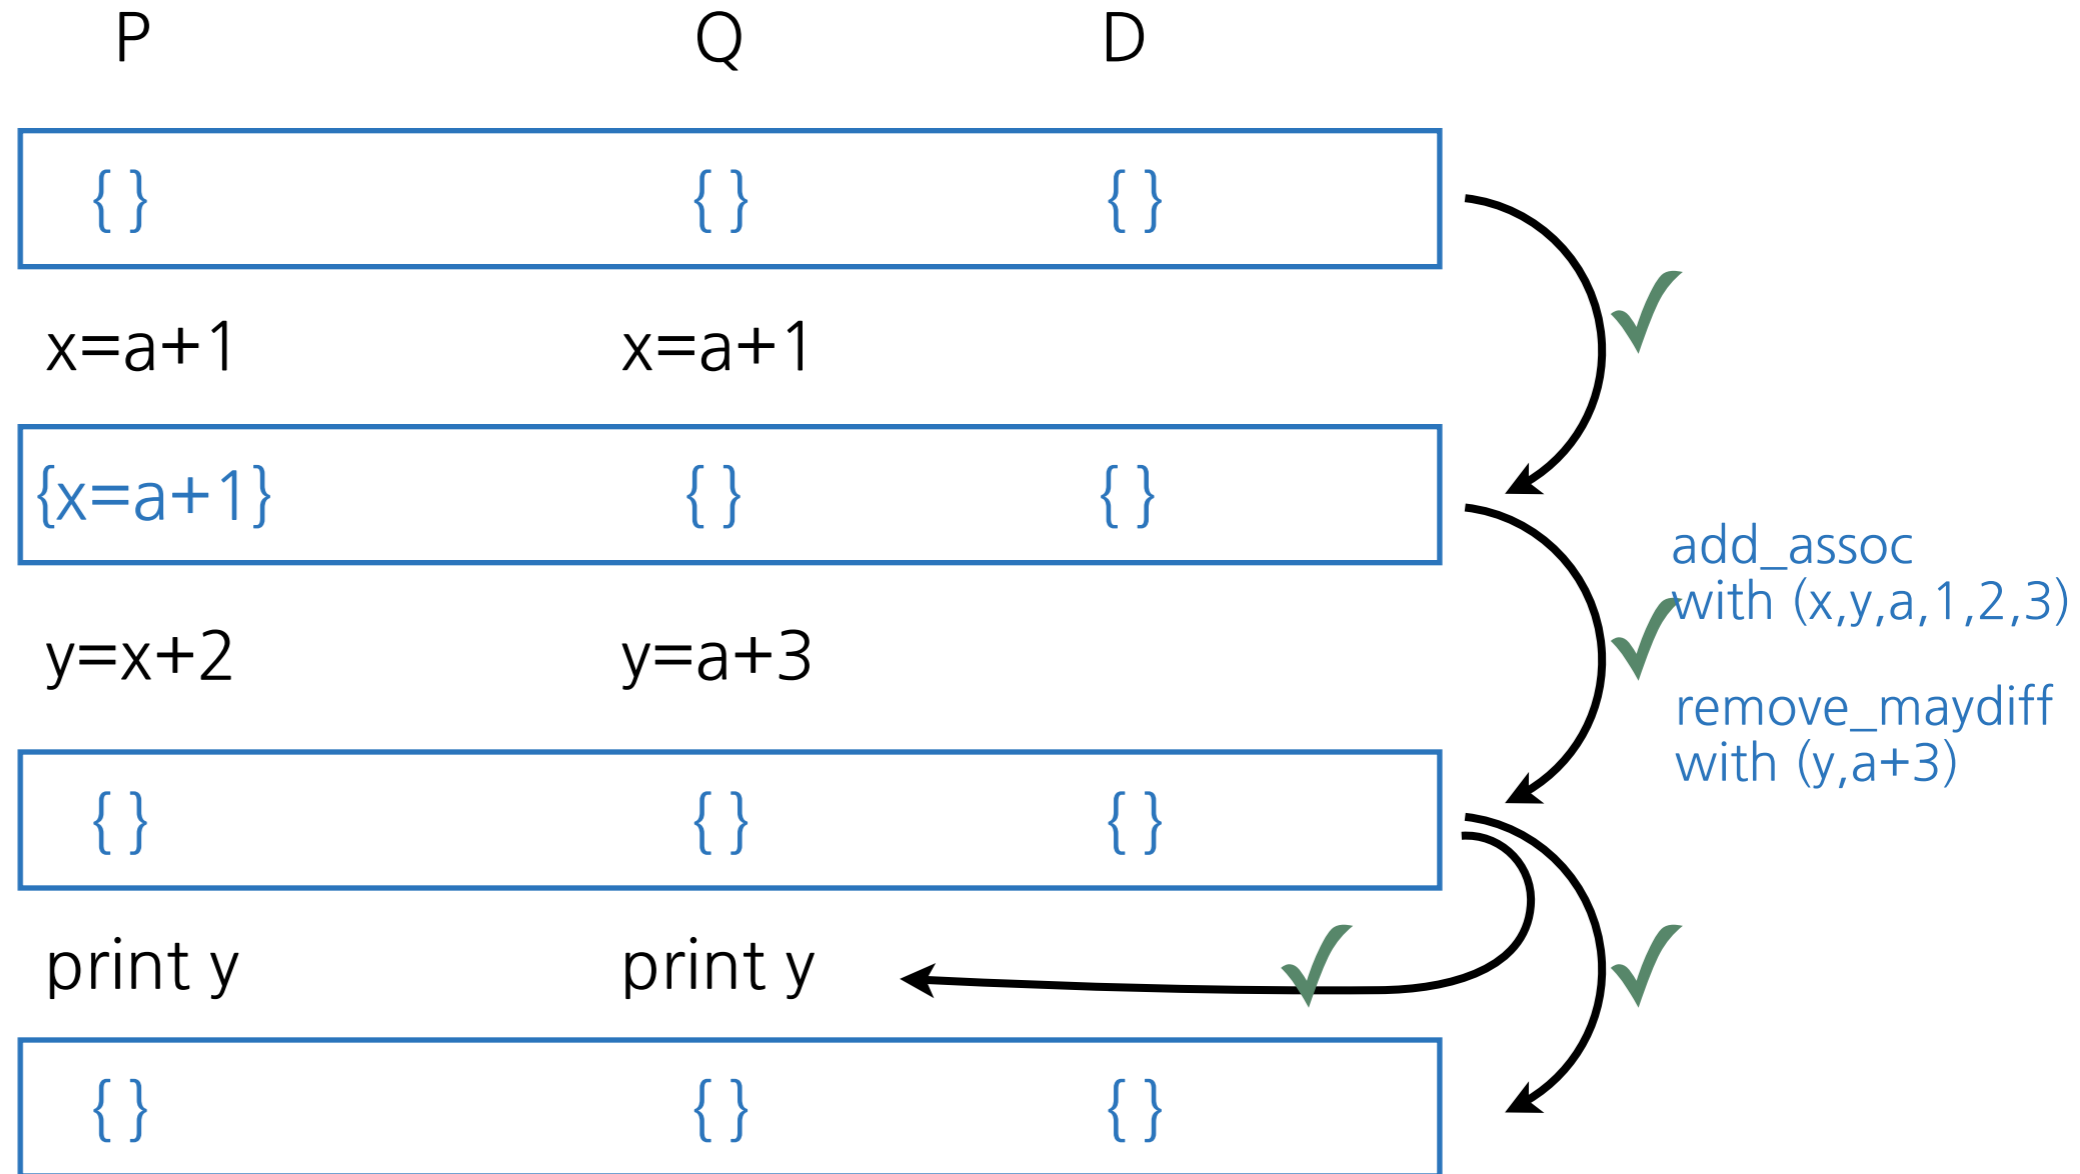 P Q D
{ } { } { }
x=a+1 x=a+1
{x=a+1} { } { }
add_assoc
with (x,y,a,1,2,3)
y=x+2 y=a+3
remove_maydiff
with (y,a+3)
{ } { } { }
print y print y
{ } { } { }